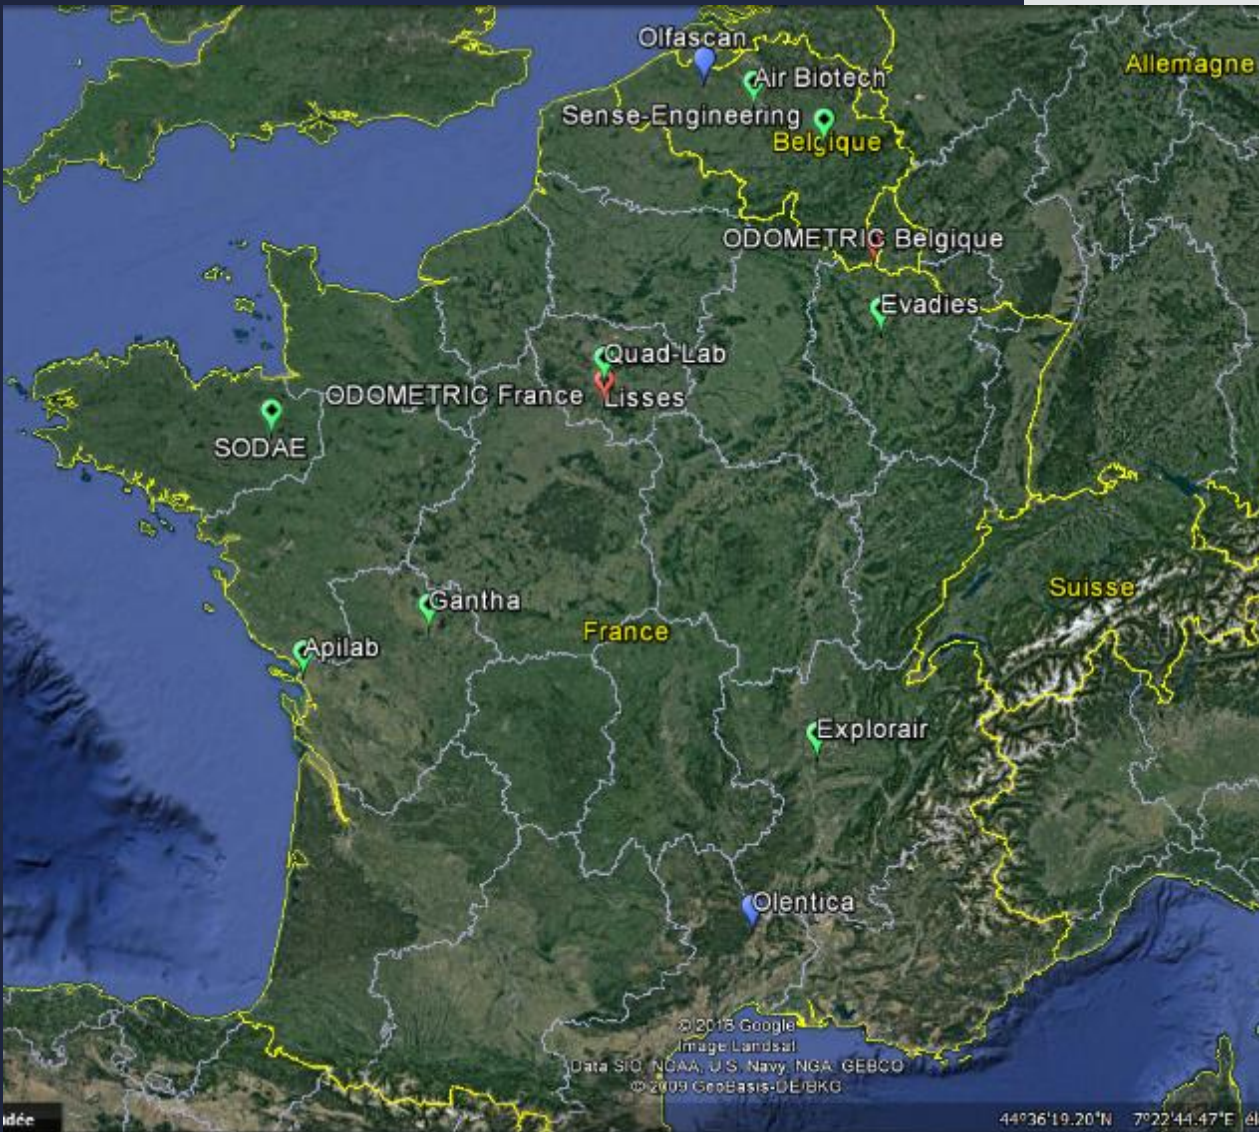 Olfascan
Allemagne
Air Biotech
Sense-Engineering
Belgique
ODOMETRIC Belgique
Evadies
Quad-Lab
ODOMETRIC France
Lisses
SODAE
Suisse
Gantha
France
Apilab
Explorair
Olentica
Image Landsat
Data SIO, NOAA, U.S. Navy, NGA, GEBCO
© 2009 GeoBasis-DE/BKG
44°36'19.20"N 7°22'44.47"E